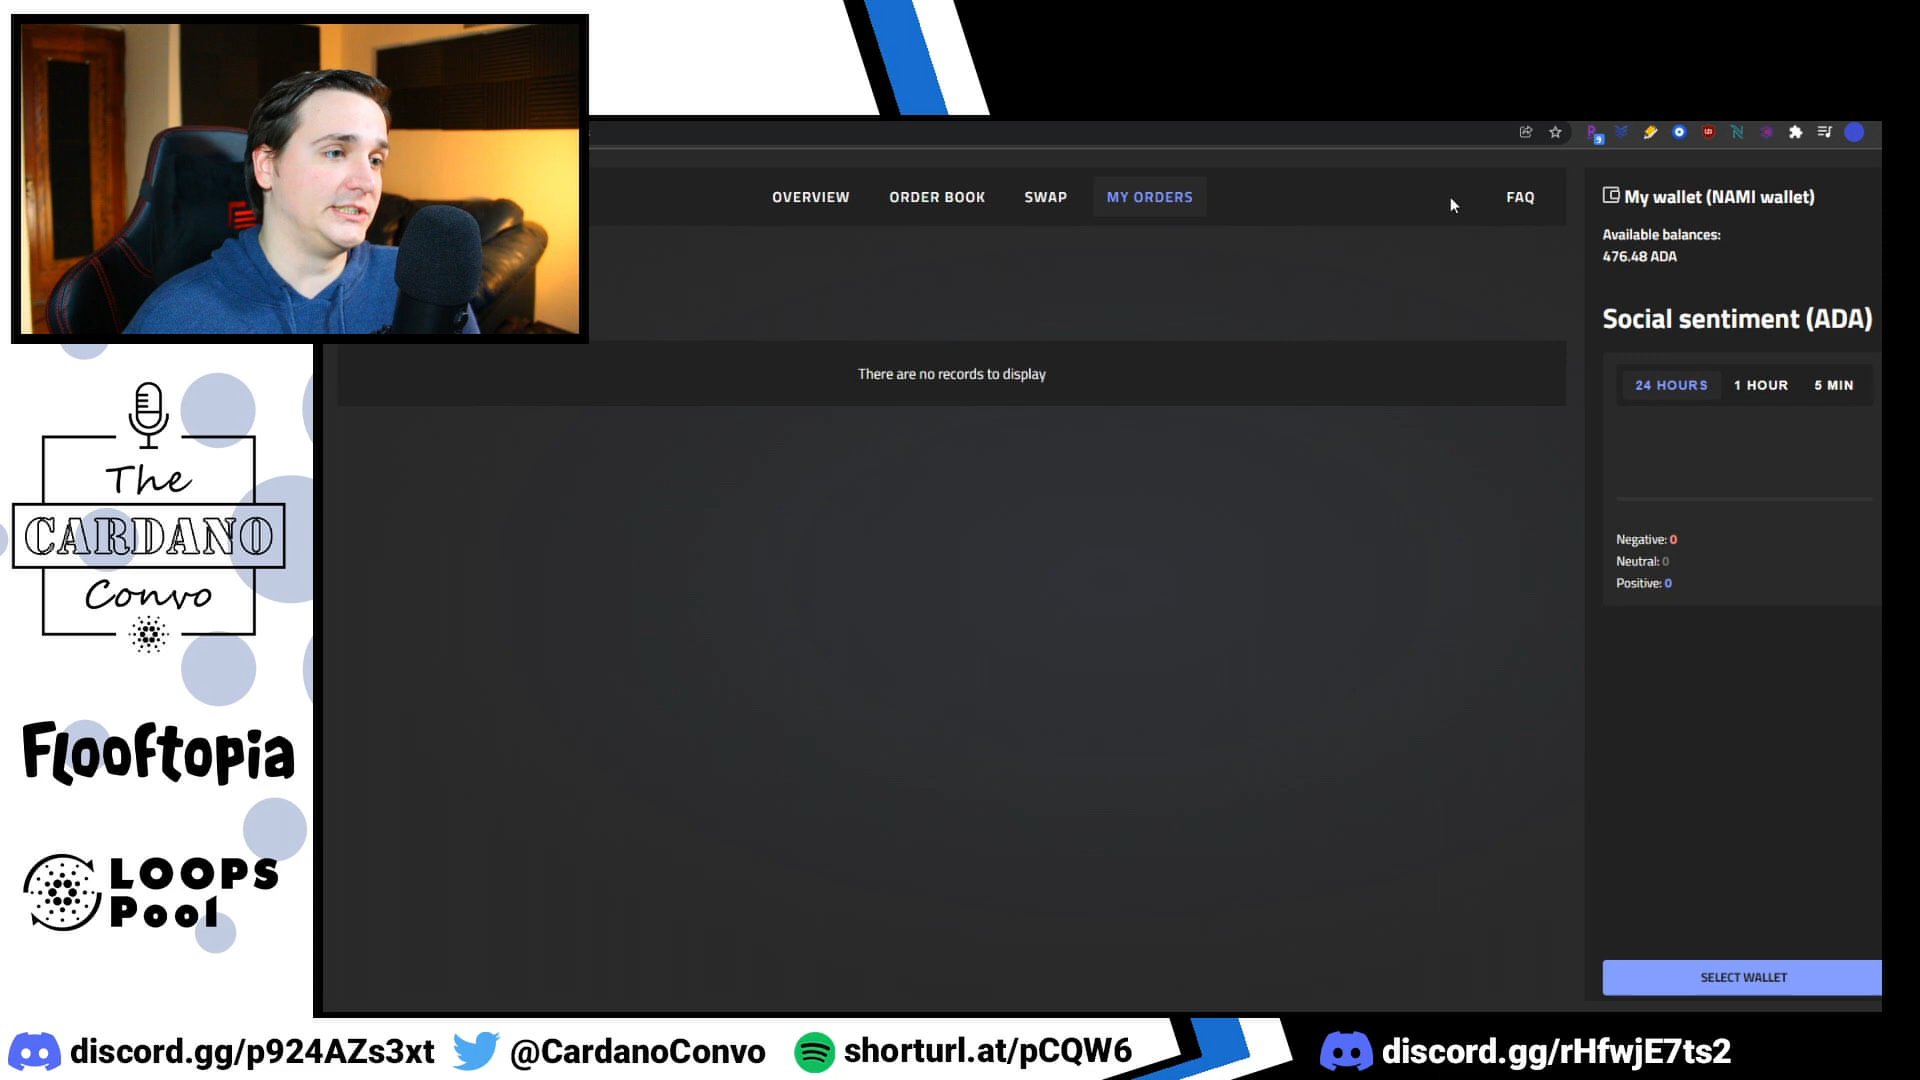 OVERVIEW ORDER BOOK SWAP MY ORDERS FAQ
There are no records to display
My wallet (NAMI wallet)
Available balances:
476.48 ADA
Social sentiment (ADA)
24 HOURS 1 HOUR 5 MIN
Negative: 0
Neutral: 0
Positive: 0
SELECT WALLET
The
CARDANO
Convo
Flooftopia
LOOPS
Pool
discord.gg/p924AZs3xt @CardanoConvo shorturl.at/pCQW6 discord.gg/rHfwjE7ts2